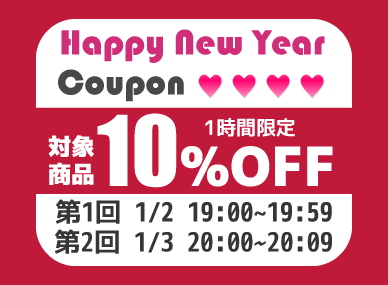 Happy New Year
Coupon ♥ ♥ ♥ ♥
1時間限定
対象商品 10%OFF
第1回 1/2 19:00~19:59
第2回 1/3 20:00~20:09